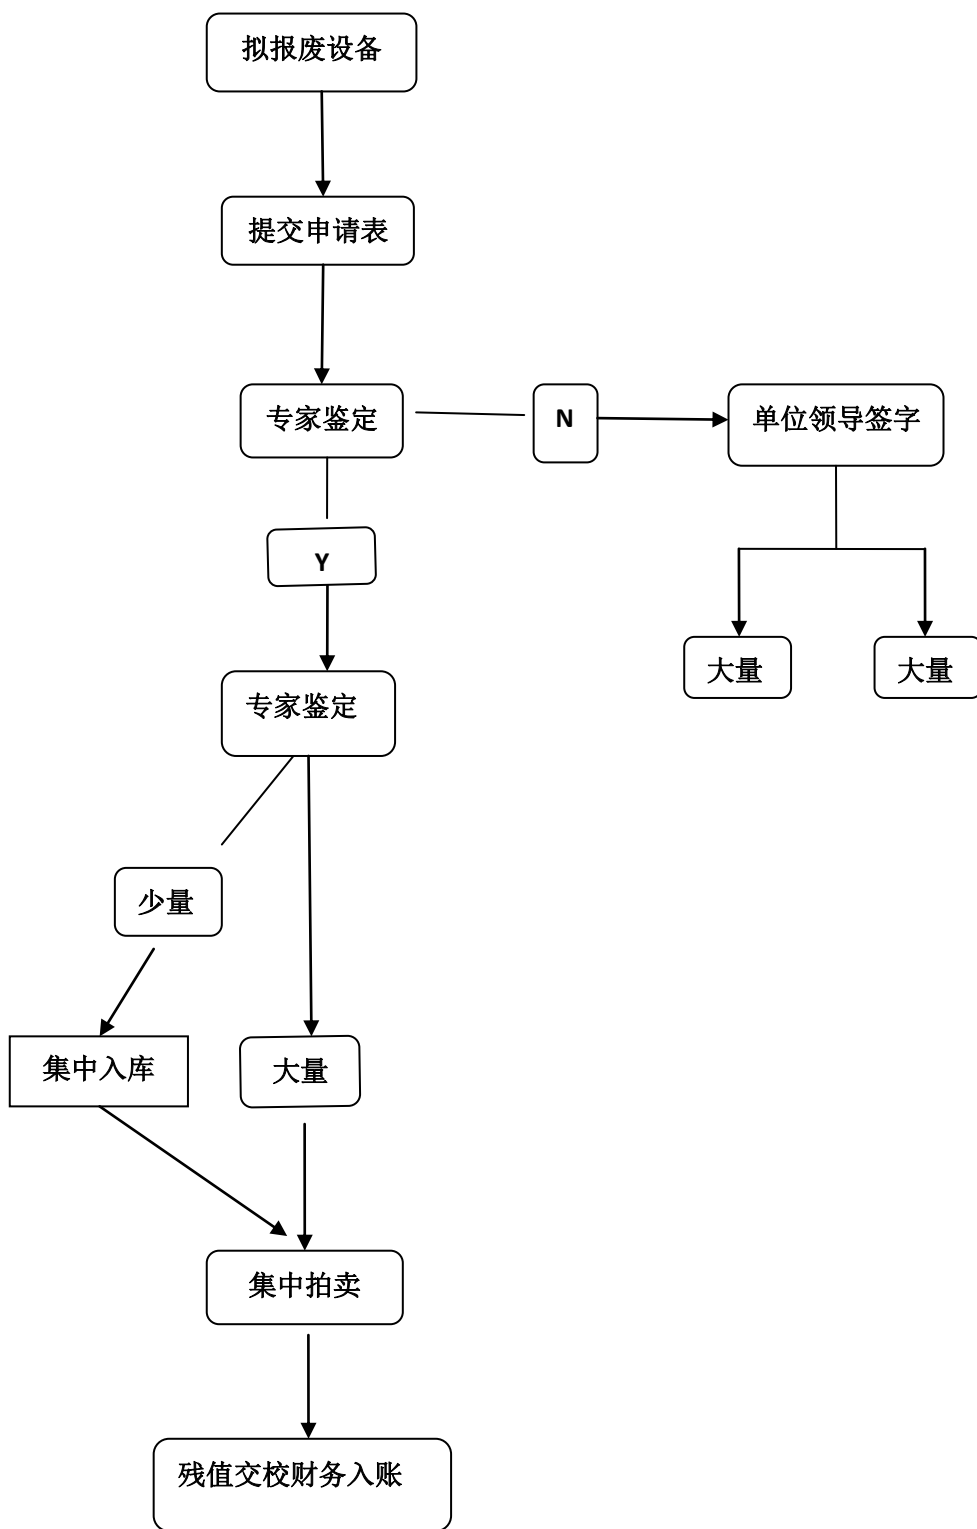 拟报废设备
提交申请表
专家鉴定
N
单位领导签字
Y
大量
大量
专家鉴定
少量
集中入库
大量
集中拍卖
残值交校财务入账